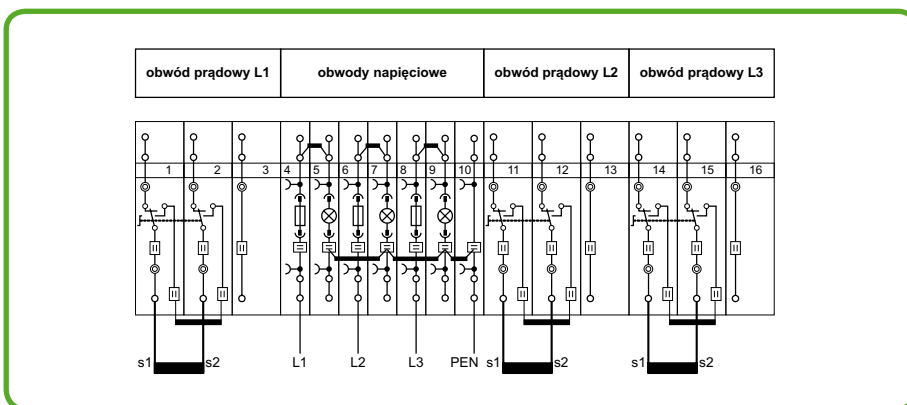 obwód prądowy L1 obwody napięciowe obwód prądowy L2 obwód prądowy L3
1 2 3 4 5 6 7 8 9 10 11 12 13 14 15 16
s1 s2 L1 L2 L3 PEN s1 s2 s1 s2